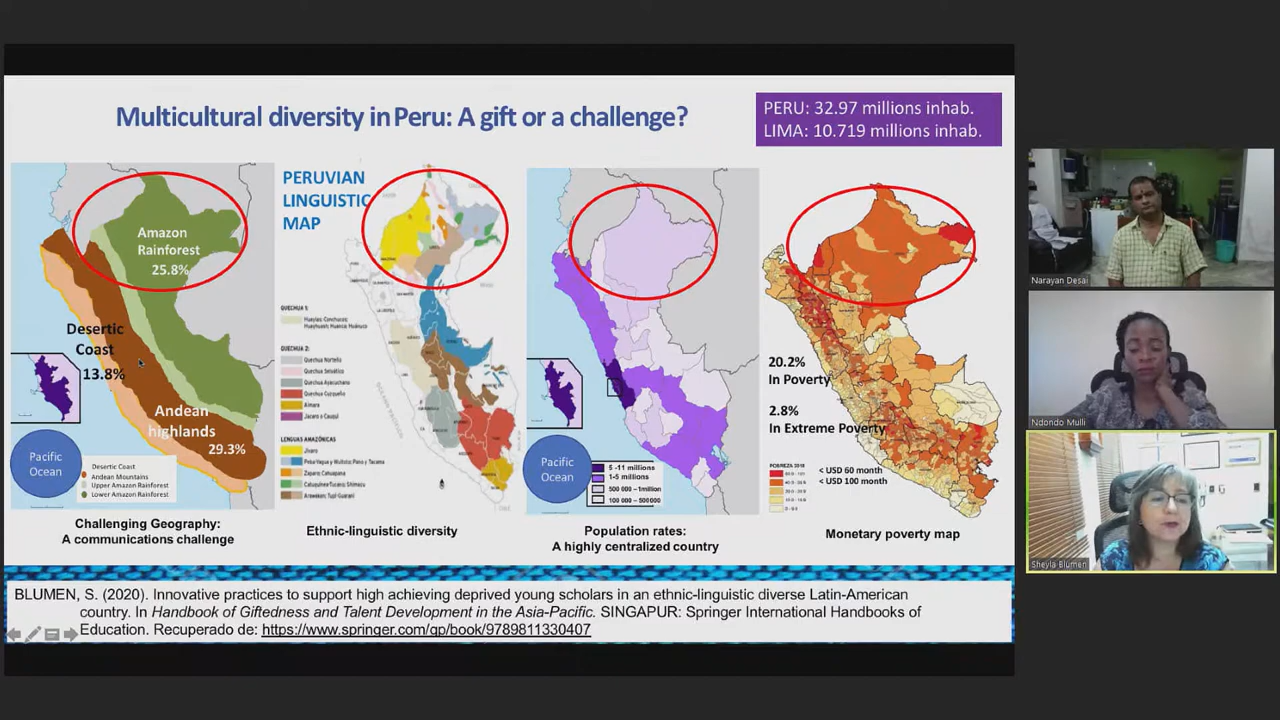 Multicultural diversity in Peru: A gift or a challenge?
PERU: 32.97 millions inhab.
LIMA: 10.719 millions inhab.
Amazon
Rainforest
25.8%
Desertic
Coast
13.8%
Andean
highlands
29.3%
Pacific
Ocean
Desertic Coast
Andean Mountains
Upper Amazon Rainforest
Lower Amazon Rainforest
Challenging Geography:
A communications challenge
PERUVIAN
LINGUISTIC
MAP
QUECHUA 1:
QUECHUA 2:
Quechua Norteño
Quechua Selvático
Quechua Ayacuchano
Quechua Cuzqueño
Aimara
Jacaru o Cauqui
LENGUAS AMAZÓNICAS
Jivaro
Ethnic-linguistic diversity
Pacific
Ocean
5 -11 millions
1-5 millions
500 000 –1million
100 000 – 500000
Population rates:
A highly centralized country
20.2%
In Poverty
2.8%
In Extreme Poverty
POBREZA 2018
< USD 60 month
< USD 100 month
Monetary poverty map
BLUMEN, S. (2020). Innovative practices to support high achieving deprived young scholars in an ethnic-linguistic diverse Latin-American
country. In Handbook of Giftedness and Talent Development in the Asia-Pacific. SINGAPUR: Springer International Handbooks of
Education. Recuperado de: https://www.springer.com/gp/book/9789811330407
Narayan Desai
Ndondo Mulli
Sheyla Blumen